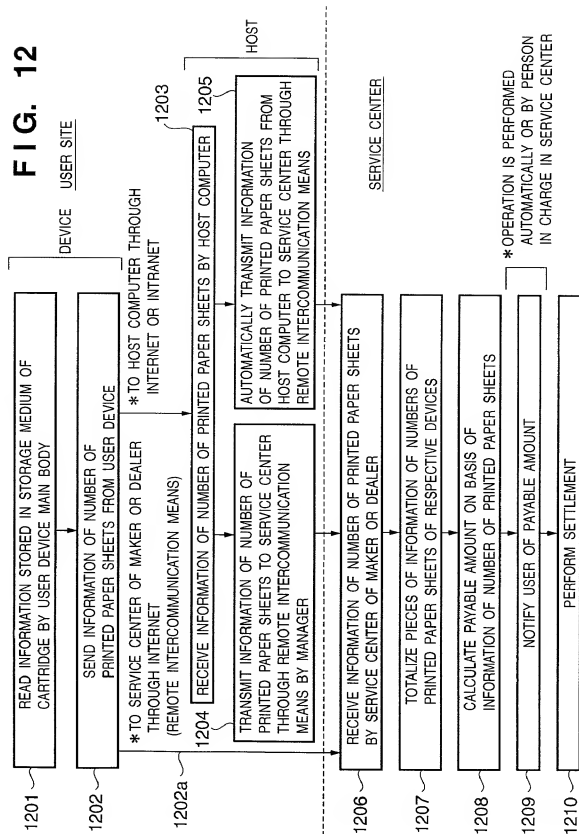 FIG. 12
USER SITE
DEVICE
1201
READ INFORMATION STORED IN STORAGE MEDIUM OF
CARTRIDGE BY USER DEVICE MAIN BODY
1202
SEND INFORMATION OF NUMBER OF
PRINTED PAPER SHEETS FROM USER DEVICE
*TO SERVICE CENTER OF MAKER OR DEALER
THROUGH INTERNET
(REMOTE INTERCOMMUNICATION MEANS)
*TO HOST COMPUTER THROUGH
INTERNET OR INTRANET
1202a
1203
HOST
RECEIVE INFORMATION OF NUMBER OF PRINTED PAPER SHEETS BY HOST COMPUTER
1204
TRANSMIT INFORMATION OF NUMBER OF
PRINTED PAPER SHEETS TO SERVICE CENTER
THROUGH REMOTE INTERCOMMUNICATION
MEANS BY MANAGER
1205
AUTOMATICALLY TRANSMIT INFORMATION
OF NUMBER OF PRINTED PAPER SHEETS FROM
HOST COMPUTER TO SERVICE CENTER THROUGH
REMOTE INTERCOMMUNICATION MEANS
SERVICE CENTER
1206
RECEIVE INFORMATION OF NUMBER OF PRINTED PAPER SHEETS
BY SERVICE CENTER OF MAKER OR DEALER
1207
TOTALIZE PIECES OF INFORMATION OF NUMBERS OF
PRINTED PAPER SHEETS OF RESPECTIVE DEVICES
1208
CALCULATE PAYABLE AMOUNT ON BASIS OF
INFORMATION OF NUMBER OF PRINTED PAPER SHEETS
1209
NOTIFY USER OF PAYABLE AMOUNT
*OPERATION IS PERFORMED
AUTOMATICALLY OR BY PERSON
IN CHARGE IN SERVICE CENTER
1210
PERFORM SETTLEMENT